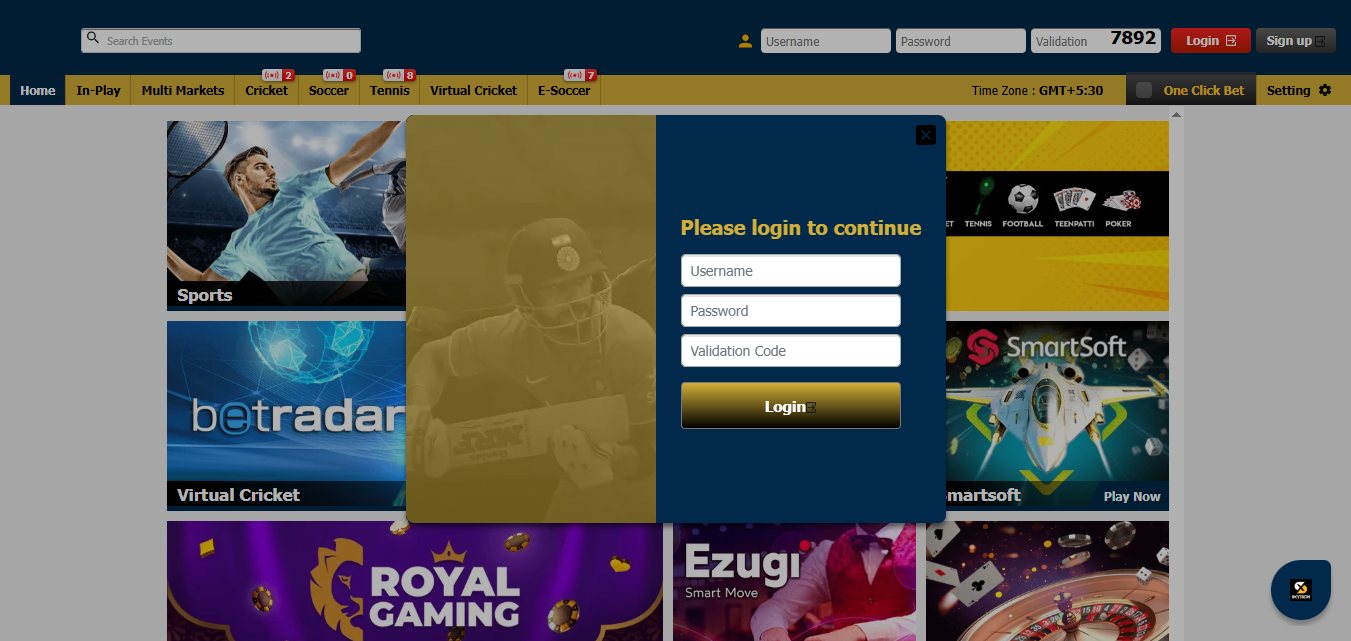 Search Events
Username
Password
Validation 7892
Login
Sign up
Home
In-Play
Multi Markets
Cricket 2
Soccer 0
Tennis 8
Virtual Cricket
E-Soccer 7
Time Zone : GMT+5:30
One Click Bet
Setting
Sports
Please login to continue
Username
Password
Validation Code
Login
ET TENNIS FOOTBALL TEENPATTI POKER
betradar
Virtual Cricket
SmartSoft
martsoft
Play Now
ROYAL
GAMING
Ezugi
Smart Move